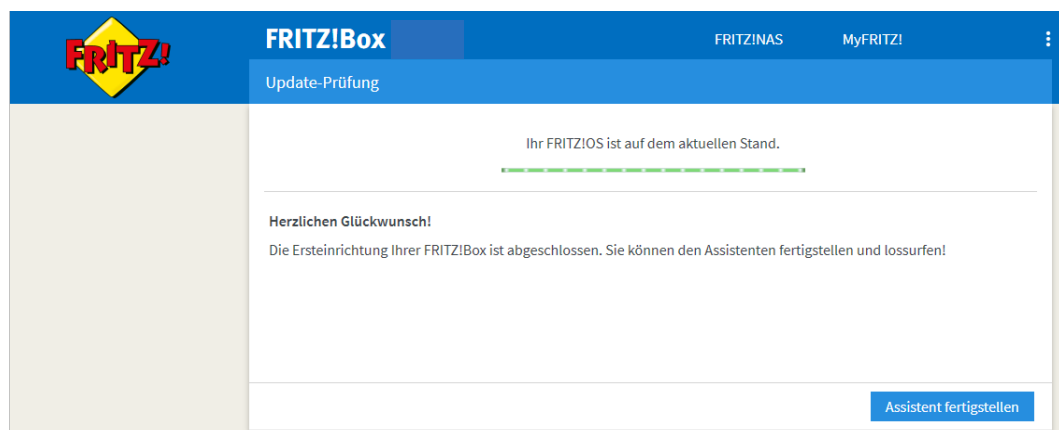 FRITZ!
FRITZ!Box
FRITZ!NAS
MyFRITZ!
Update-Prüfung
Ihr FRITZ!OS ist auf dem aktuellen Stand.
Herzlichen Glückwunsch!
Die Ersteinrichtung Ihrer FRITZ!Box ist abgeschlossen. Sie können den Assistenten fertigstellen und lossurfen!
Assistent fertigstellen